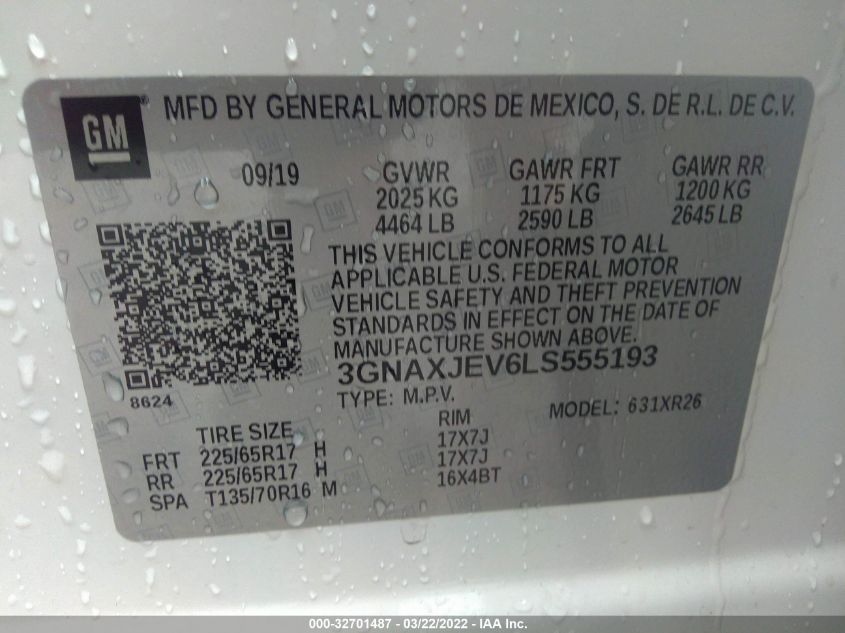 GM ® MFD BY GENERAL MOTORS DE MEXICO, S. DE R.L. DE C.V.
09/19
GVWR GAWR FRT GAWR RR
2025 KG 1175 KG 1200 KG
4464 LB 2590 LB 2645 LB
THIS VEHICLE CONFORMS TO ALL
APPLICABLE U.S. FEDERAL MOTOR
VEHICLE SAFETY AND THEFT PREVENTION
STANDARDS IN EFFECT ON THE DATE OF
MANUFACTURE SHOWN ABOVE.
3GNAXJEV6LS555193
8624
TYPE: M.P.V. MODEL: 631XR26
TIRE SIZE RIM
FRT 225/65R17 H 17X7J
RR 225/65R17 H 17X7J
SPA T135/70R16 M 16X4BT
000-32701487 - 03/22/2022 - IAA Inc.